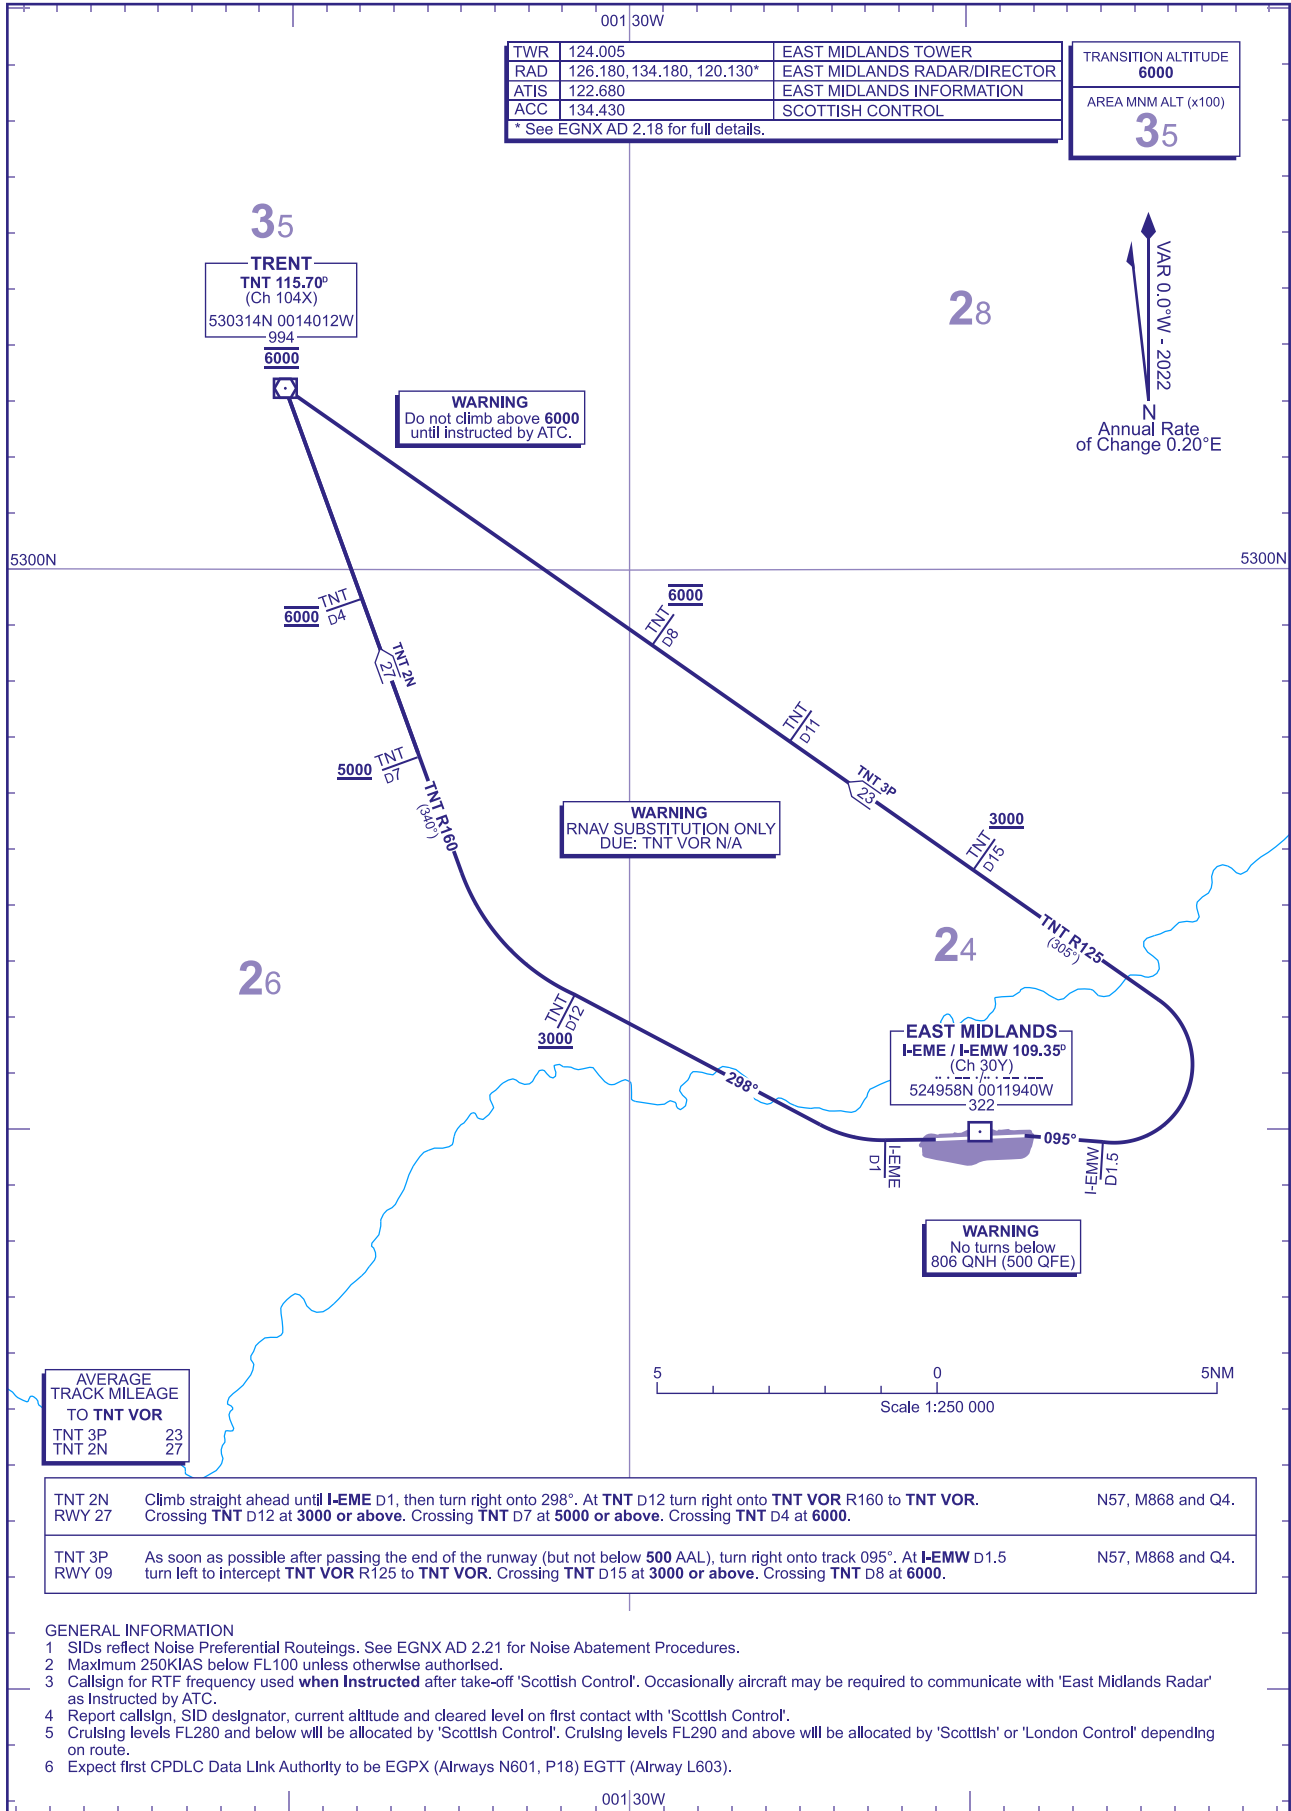 001 30W
TWR 124.005 EAST MIDLANDS TOWER
RAD 126.180, 134.180, 120.130* EAST MIDLANDS RADAR/DIRECTOR
ATIS 122.680 EAST MIDLANDS INFORMATION
ACC 134.430 SCOTTISH CONTROL
* See EGNX AD 2.18 for full details.
TRANSITION ALTITUDE
6000
AREA MNM ALT (x100)
35
35
TRENT
TNT 115.70ᴰ
(Ch 104X)
530314N 0014012W
994
6000
28
VAR 0.0°W - 2022
N
Annual Rate
of Change 0.20°E
WARNING
Do not climb above 6000
until instructed by ATC.
5300N
5300N
6000
TNT
D4
6000
TNT
D8
TNT 2N
27
TNT
D11
5000
TNT
D7
TNT R160
(340°)
TNT 3P
23
WARNING
RNAV SUBSTITUTION ONLY
DUE: TNT VOR N/A
3000
TNT
D15
TNT R125
(305°)
24
26
TNT
D12
3000
298°
EAST MIDLANDS
I-EME / I-EMW 109.35ᴰ
(Ch 30Y)
524958N 0011940W
322
095°
I-EME
D1
I-EMW
D1.5
WARNING
No turns below
806 QNH (500 QFE)
5 0 5NM
Scale 1:250 000
AVERAGE
TRACK MILEAGE
TO TNT VOR
TNT 3P 23
TNT 2N 27
TNT 2N Climb straight ahead until I-EME D1, then turn right onto 298°. At TNT D12 turn right onto TNT VOR R160 to TNT VOR. N57, M868 and Q4.
RWY 27 Crossing TNT D12 at 3000 or above. Crossing TNT D7 at 5000 or above. Crossing TNT D4 at 6000.
TNT 3P As soon as possible after passing the end of the runway (but not below 500 AAL), turn right onto track 095°. At I-EMW D1.5 N57, M868 and Q4.
RWY 09 turn left to intercept TNT VOR R125 to TNT VOR. Crossing TNT D15 at 3000 or above. Crossing TNT D8 at 6000.
GENERAL INFORMATION
1 SIDs reflect Noise Preferential Routeings. See EGNX AD 2.21 for Noise Abatement Procedures.
2 Maximum 250KIAS below FL100 unless otherwise authorised.
3 Callsign for RTF frequency used when Instructed after take-off 'Scottish Control'. Occasionally aircraft may be required to communicate with 'East Midlands Radar'
as Instructed by ATC.
4 Report callsign, SID designator, current altitude and cleared level on first contact with 'Scottish Control'.
5 Cruising levels FL280 and below will be allocated by 'Scottish Control'. Cruising levels FL290 and above will be allocated by 'Scottish' or 'London Control' depending
on route.
6 Expect first CPDLC Data Link Authority to be EGPX (Airways N601, P18) EGTT (Airway L603).
001 30W